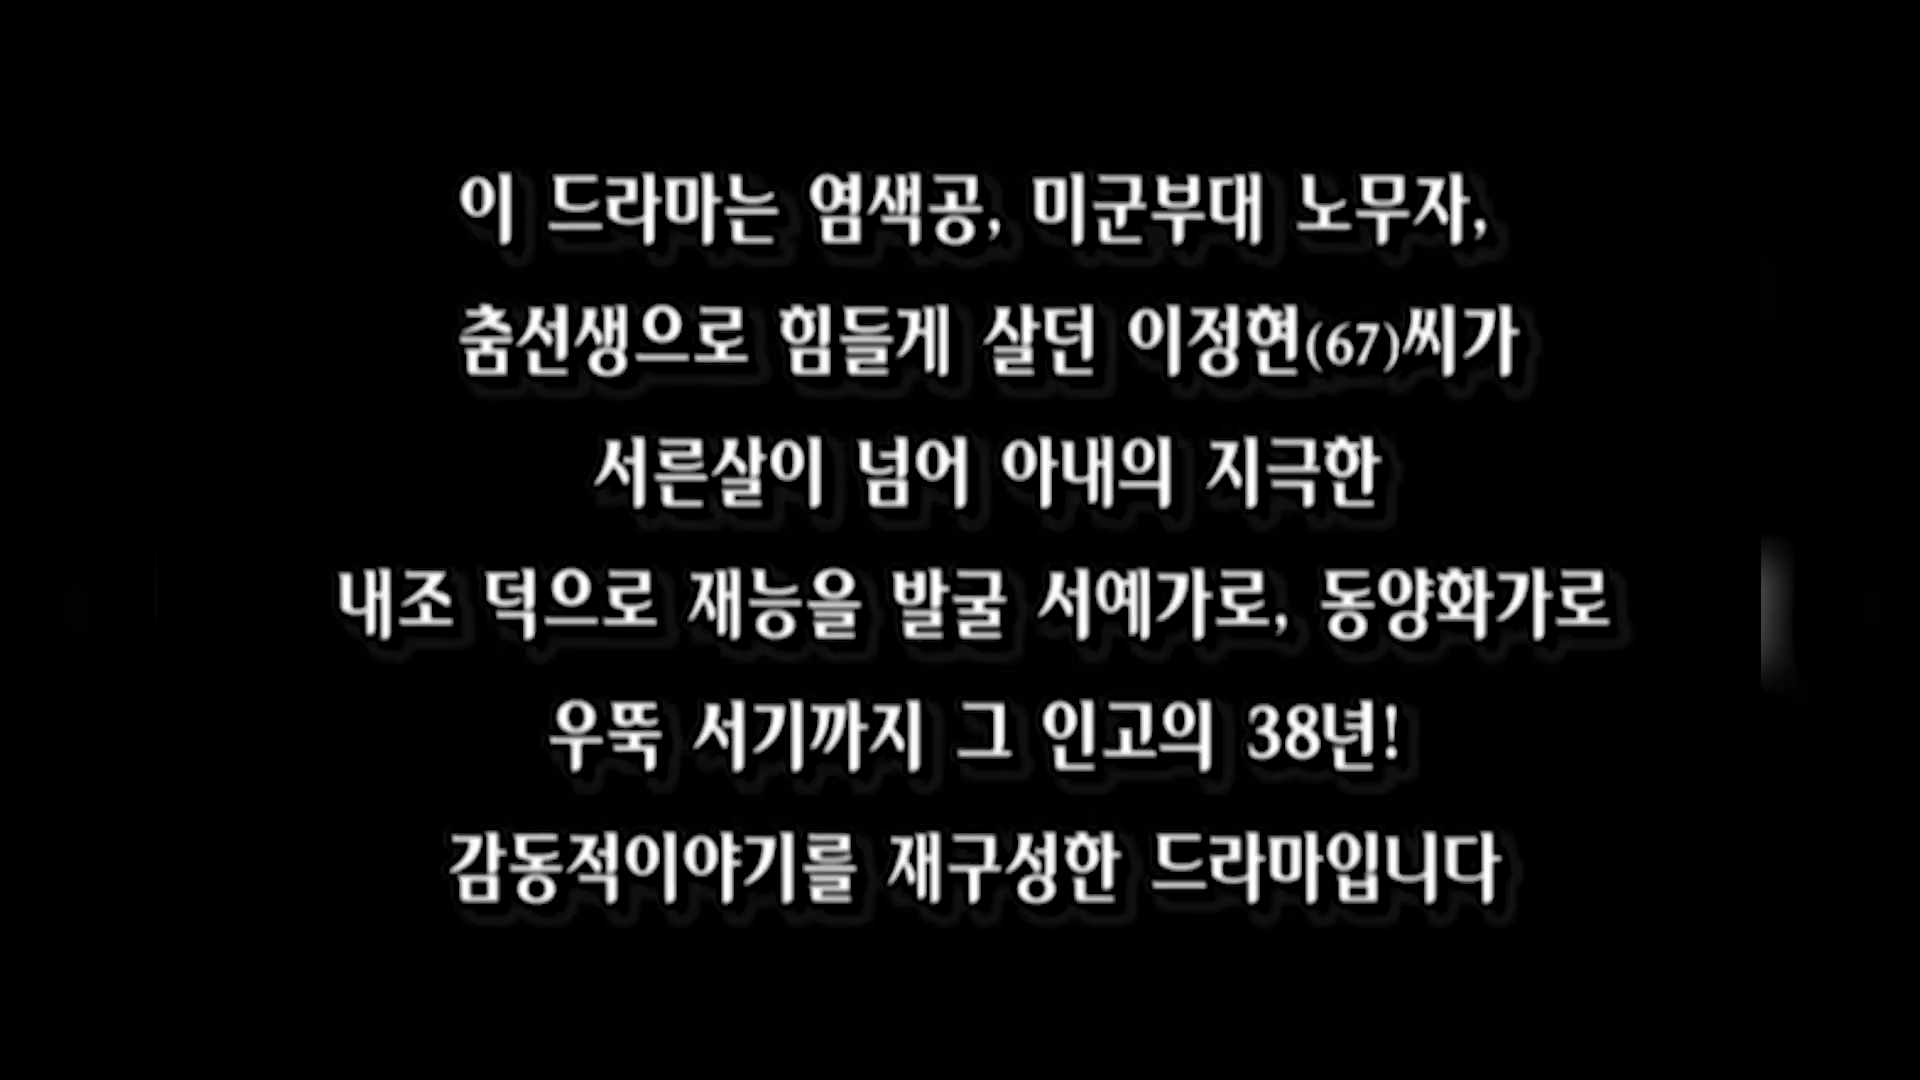 이 드라마는 염색공, 미군부대 노무자,
춤선생으로 힘들게 살던 이정현(67)씨가
서른살이 넘어 아내의 지극한
내조 덕으로 재능을 발굴 서예가로, 동양화가로
우뚝 서기까지 그 인고의 38년!
감동적이야기를 재구성한 드라마입니다